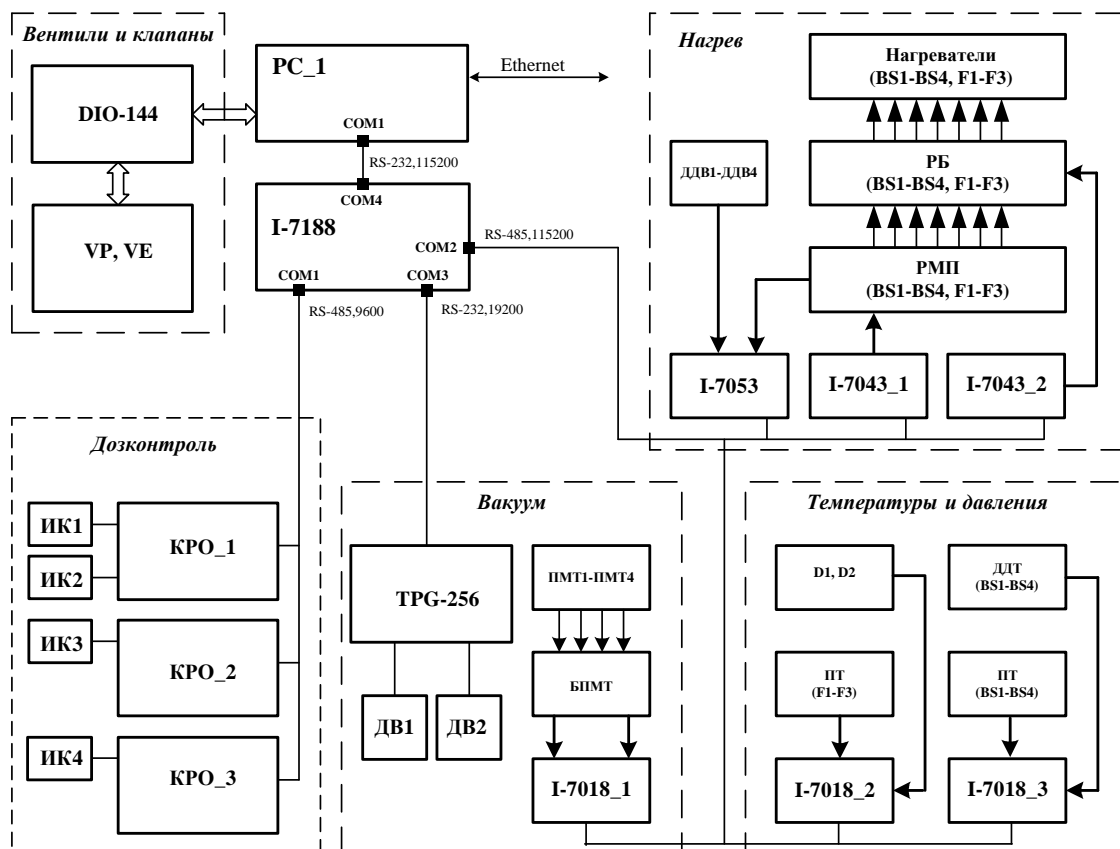 Вентили и клапаны
DIO-144
VP, VE
PC_1
COM1
Ethernet
RS-232,115200
COM4
I-7188
COM2
COM1
COM3
RS-485,115200
RS-485,9600
RS-232,19200
Нагрев
Нагреватели
(BS1-BS4, F1-F3)
ДДВ1-ДДВ4
РБ
(BS1-BS4, F1-F3)
РМП
(BS1-BS4, F1-F3)
I-7053
I-7043_1
I-7043_2
Дозконтроль
ИК1
ИК2
КРО_1
ИК3
КРО_2
ИК4
КРО_3
Вакуум
TPG-256
ПМТ1-ПМТ4
БПМТ
ДВ1
ДВ2
I-7018_1
Температуры и давления
D1, D2
ДДТ
(BS1-BS4)
ПТ
(F1-F3)
ПТ
(BS1-BS4)
I-7018_2
I-7018_3